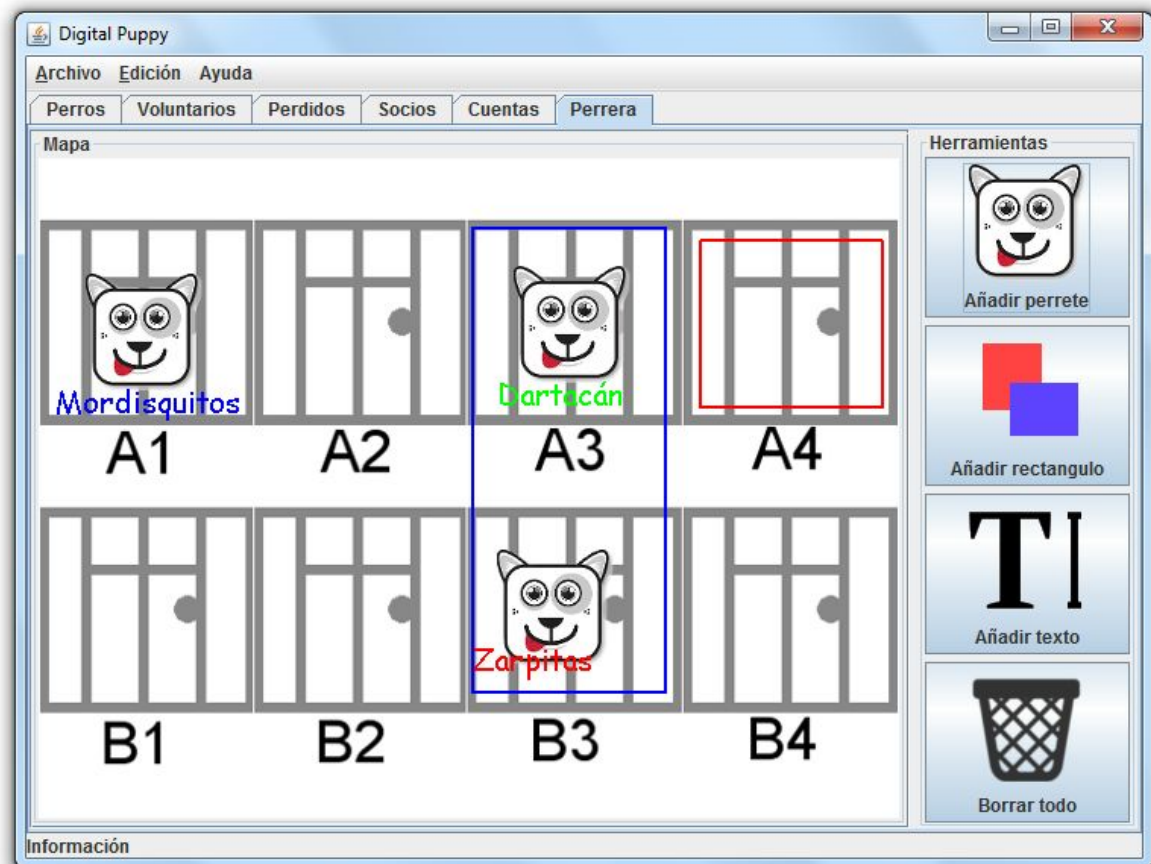 Digital Puppy
Archivo Edición Ayuda
Perros Voluntarios Perdidos Socios Cuentas Perrera
Mapa
Mordisquitos
Dartacán
A1 A2 A3 A4
Zarpitas
B1 B2 B3 B4
Herramientas
Añadir perrete
Añadir rectangulo
TI
Añadir texto
Borrar todo
Información